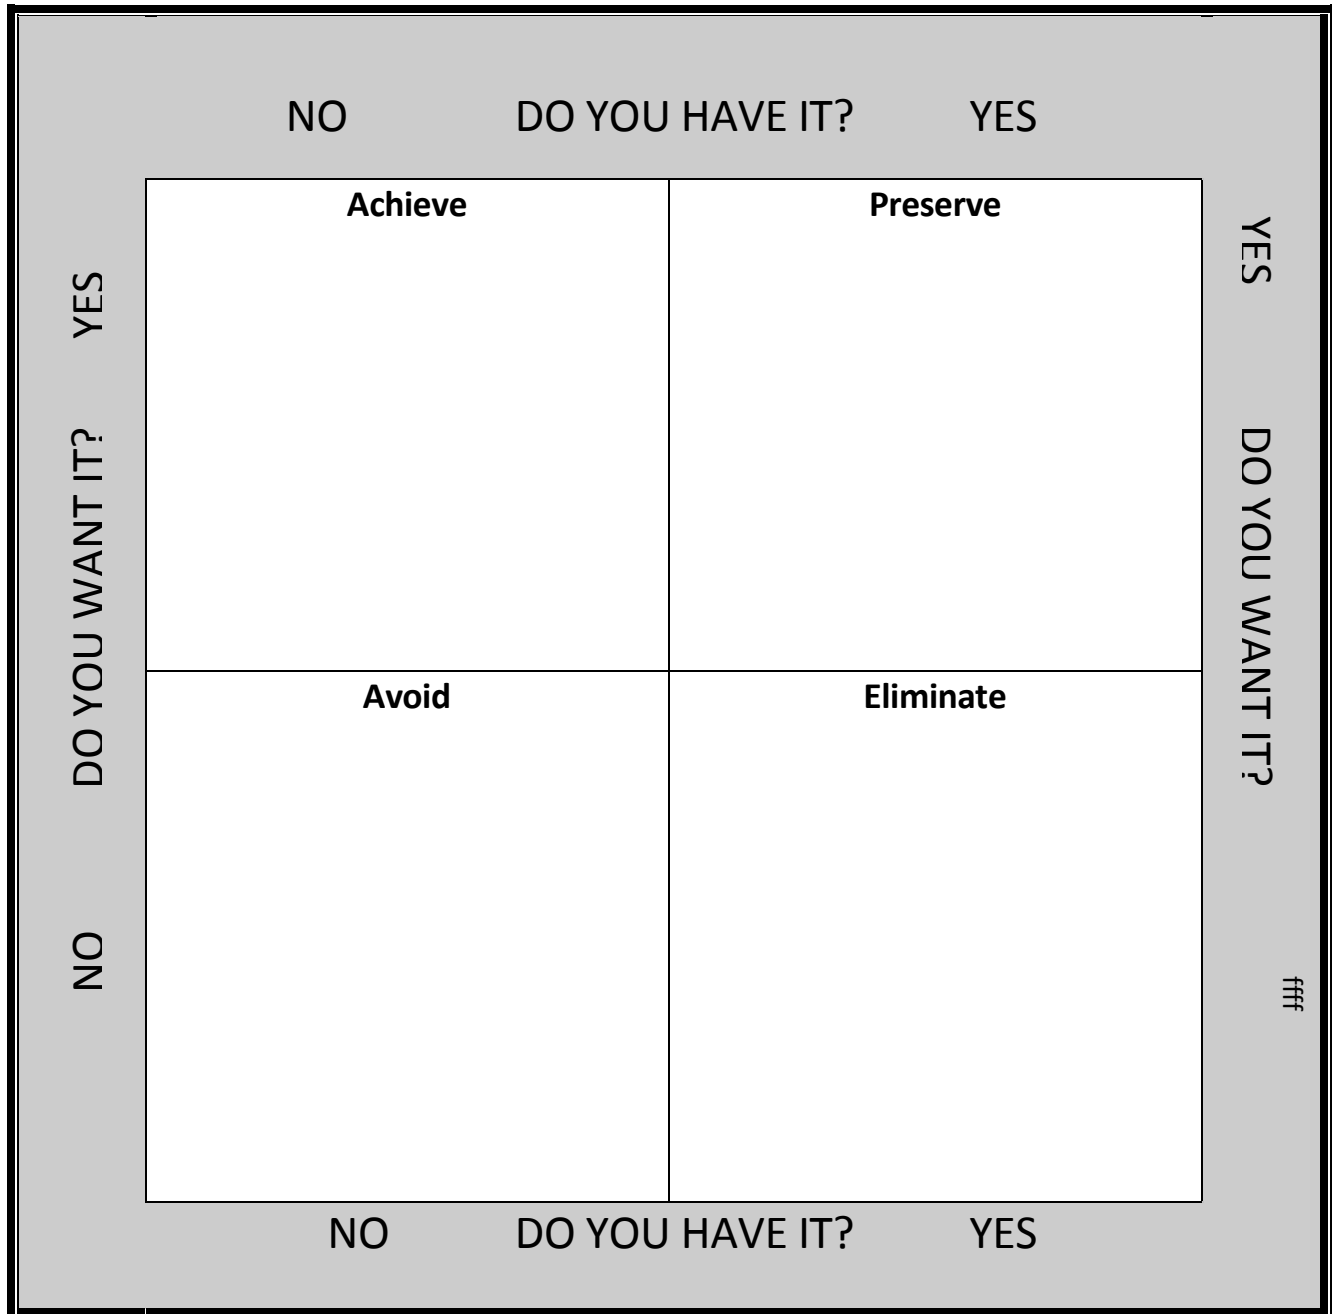 NO DO YOU HAVE IT? YES
Achieve Preserve
YES
DO YOU WANT IT?
NO
YES
DO YOU WANT IT?
ffff
Avoid Eliminate
NO DO YOU HAVE IT? YES